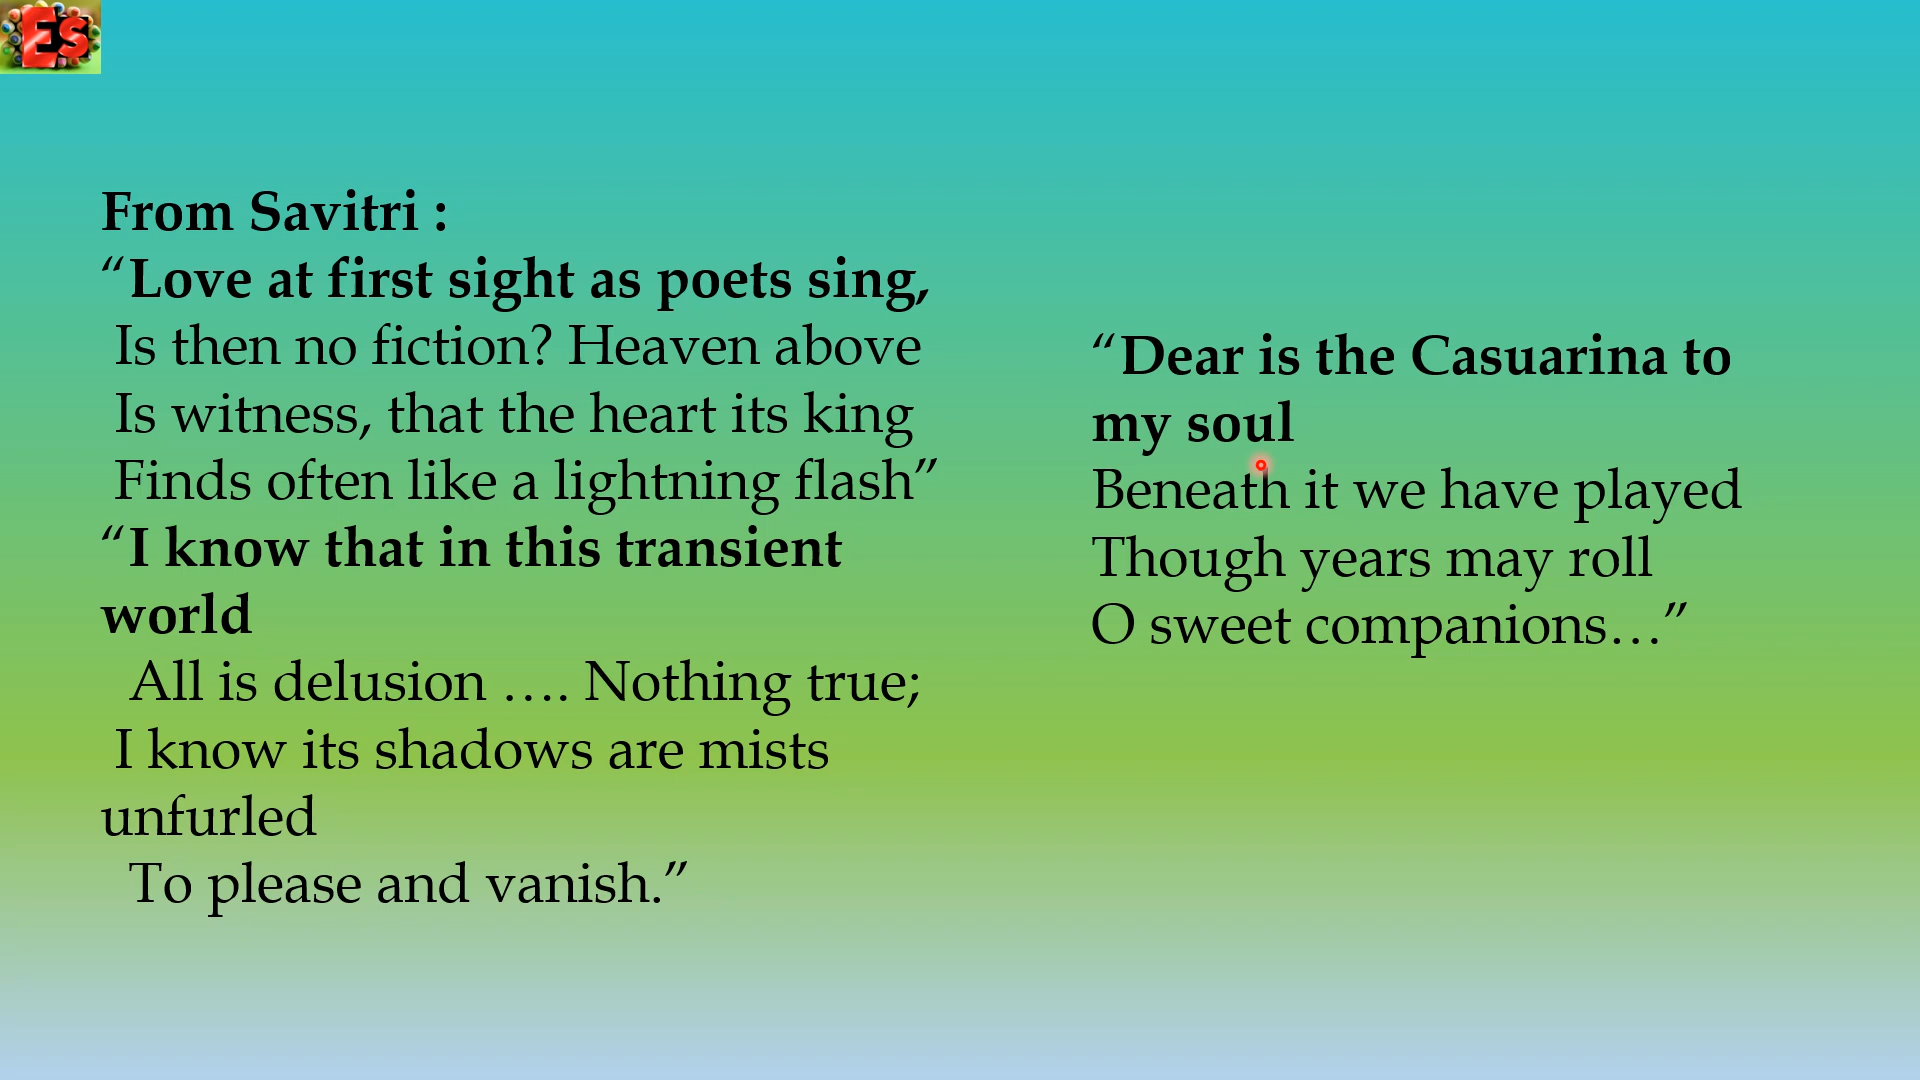 Es
From Savitri :
“Love at first sight as poets sing,
Is then no fiction? Heaven above
Is witness, that the heart its king
Finds often like a lightning flash”
“I know that in this transient
world
All is delusion …. Nothing true;
I know its shadows are mists
unfurled
To please and vanish.”
“Dear is the Casuarina to
my soul
Beneath it we have played
Though years may roll
O sweet companions…”